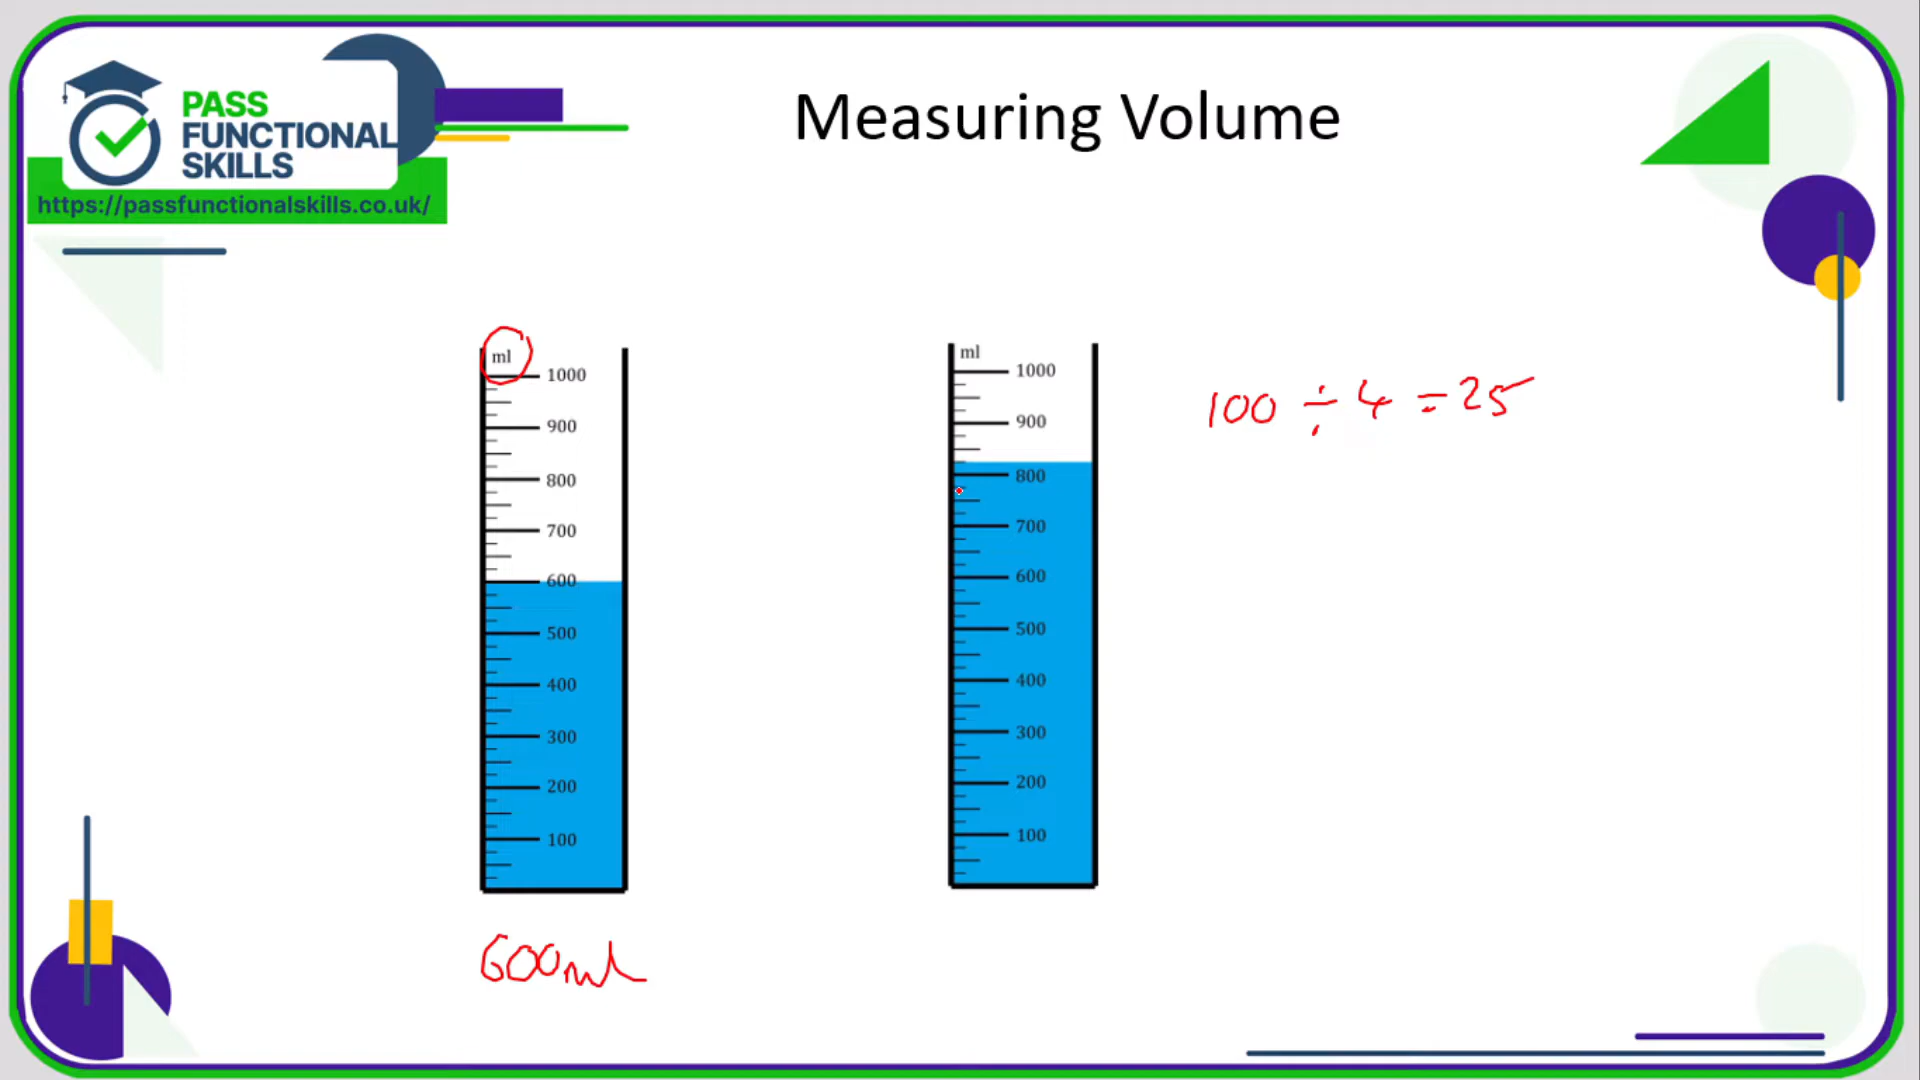 PASS
FUNCTIONAL
SKILLS
https://passfunctionalskills.co.uk/
Measuring Volume
ml
1000
900
800
700
600
500
400
300
200
100
600ml
ml
1000
900
800
700
600
500
400
300
200
100
100 ÷ 4 = 25